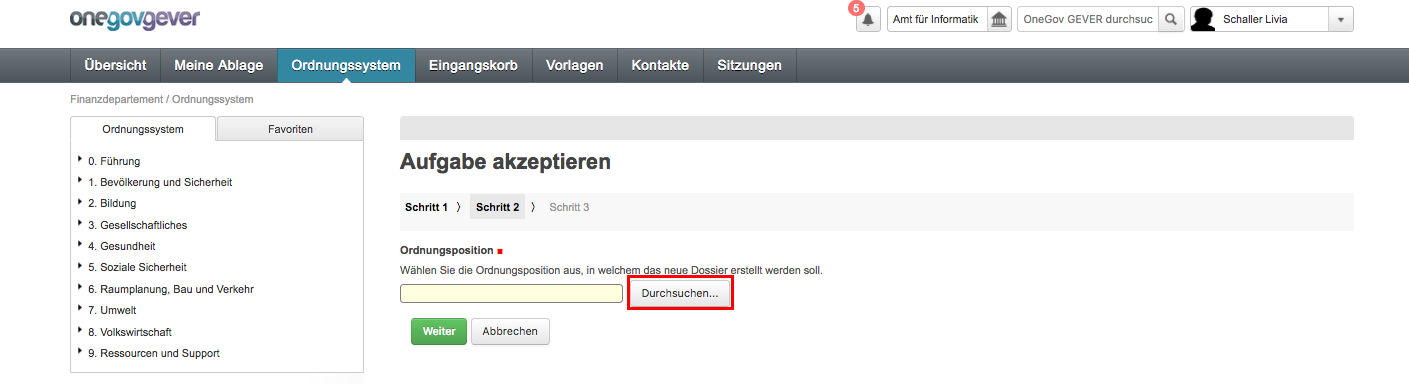 onegovgever
5
Amt für Informatik
OneGov GEVER durchsuc
Schaller Livia
Übersicht
Meine Ablage
Ordnungssystem
Eingangskorb
Vorlagen
Kontakte
Sitzungen
Finanzdepartement / Ordnungssystem
Ordnungssystem
Favoriten
0. Führung
1. Bevölkerung und Sicherheit
2. Bildung
3. Gesellschaftliches
4. Gesundheit
5. Soziale Sicherheit
6. Raumplanung, Bau und Verkehr
7. Umwelt
8. Volkswirtschaft
9. Ressourcen und Support
Aufgabe akzeptieren
Schritt 1 〉 Schritt 2 〉 Schritt 3
Ordnungsposition
Wählen Sie die Ordnungsposition aus, in welchem das neue Dossier erstellt werden soll.
Durchsuchen...
Weiter
Abbrechen